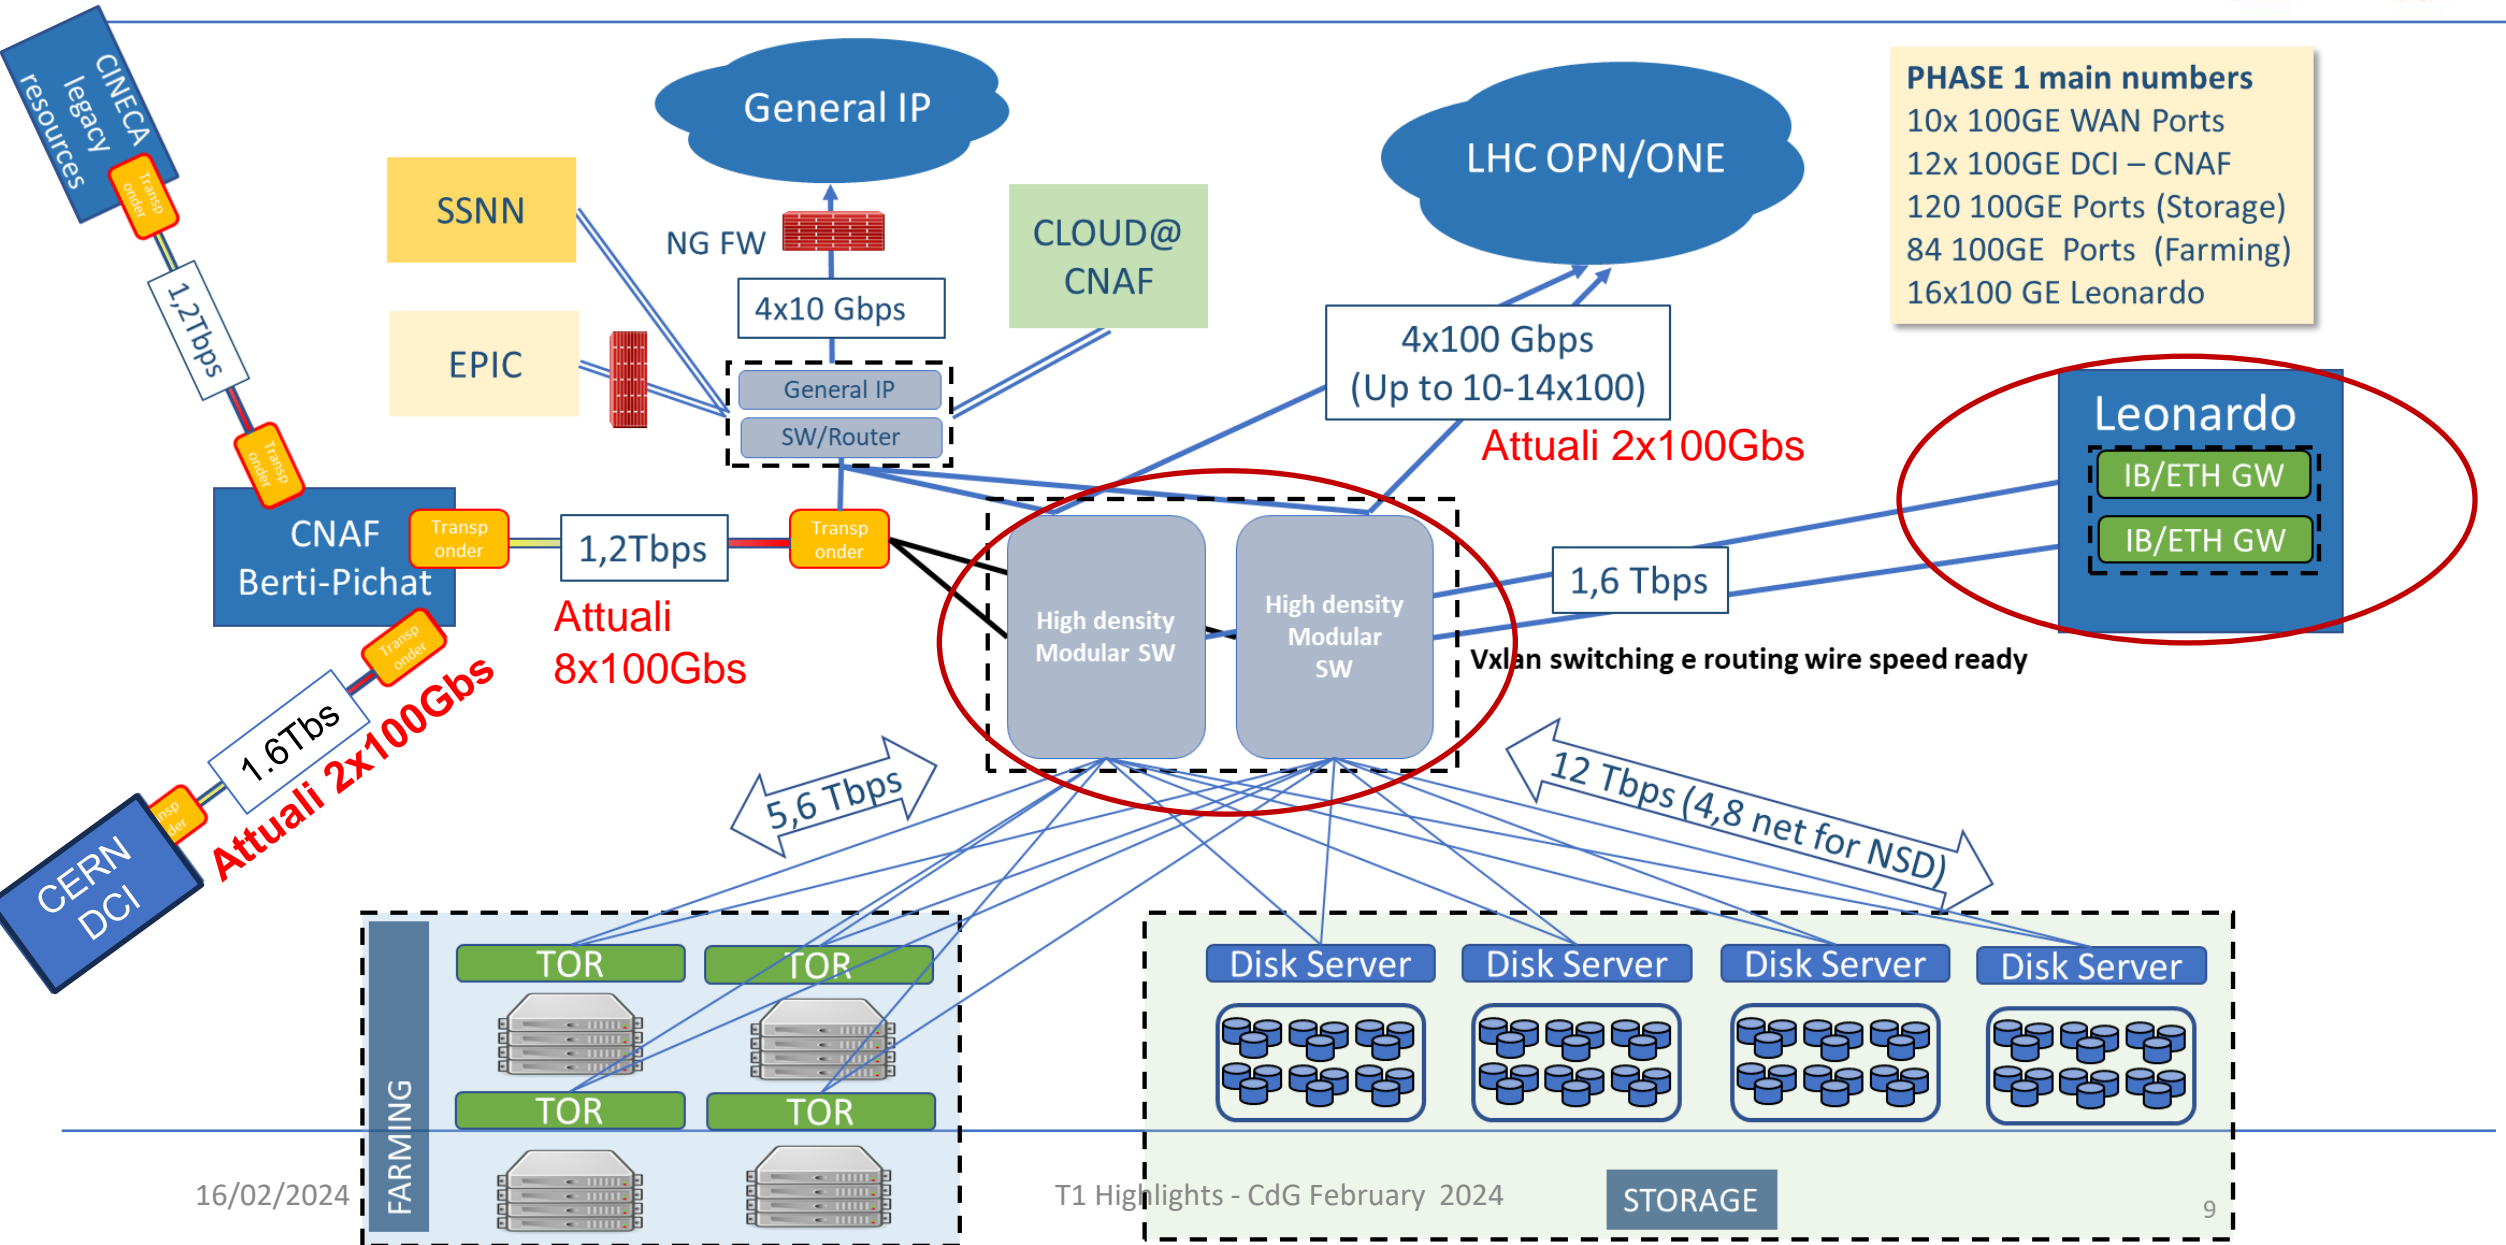 CINECA
legacy
resources
Transp
onder
1,2Tbps
Transp
onder
SSNN
EPIC
General IP
NG FW
4x10 Gbps
General IP
SW/Router
CLOUD@
CNAF
LHC OPN/ONE
4x100 Gbps
(Up to 10-14x100)
Attuali 2x100Gbs
PHASE 1 main numbers
10x 100GE WAN Ports
12x 100GE DCI – CNAF
120 100GE Ports (Storage)
84 100GE  Ports  (Farming)
16x100 GE Leonardo
Leonardo
IB/ETH GW
IB/ETH GW
CNAF
Berti-Pichat
Transp
onder
1,2Tbps
Transp
onder
Attuali
8x100Gbs
Transp
onder
1.6Tbs
Attuali 2x100Gbs
nsp
der
CERN
DCI
High density
Modular SW
High density
Modular
SW
1,6 Tbps
Vxlan switching e routing wire speed ready
5,6 Tbps
12 Tbps (4,8 net for NSD)
FARMING
TOR
TOR
TOR
TOR
Disk Server
Disk Server
Disk Server
Disk Server
STORAGE
16/02/2024
T1 Highlights - CdG February  2024
9